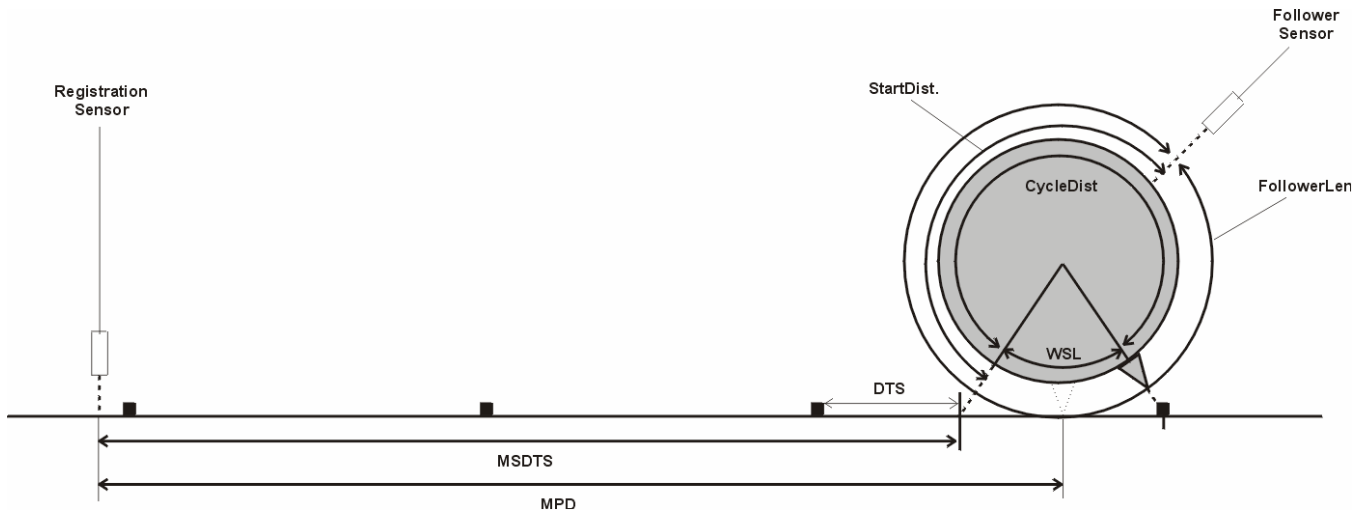 Follower
Sensor
Registration
Sensor
StartDist.
CycleDist
FollowerLen
WSL
DTS
MSDTS
MPD